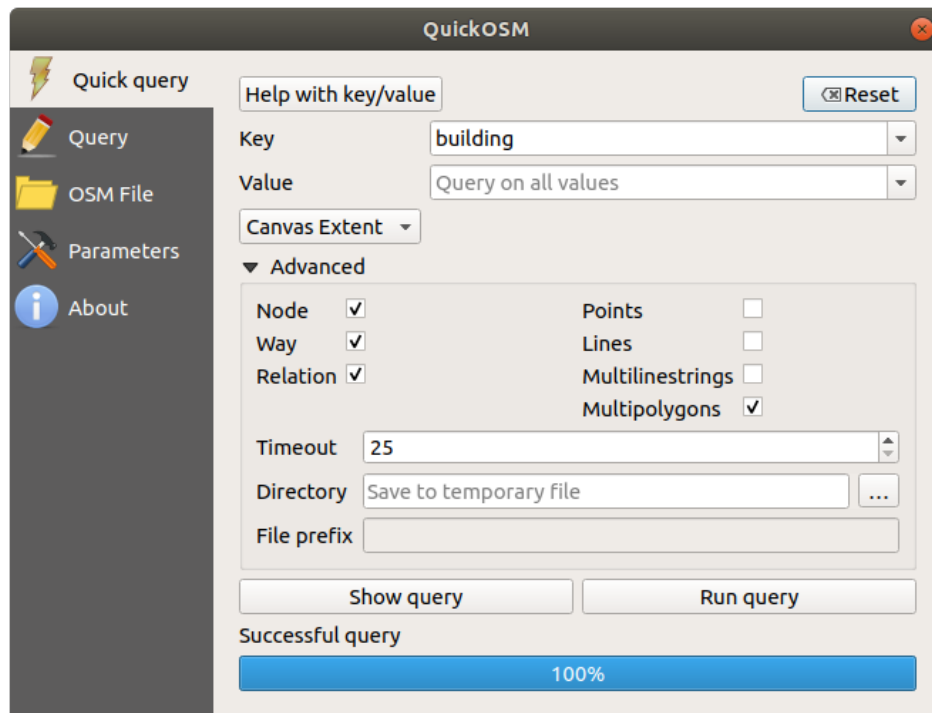 QuickOSM
Quick query
Query
OSM File
Parameters
About
Help with key/value
Reset
Key building
Value Query on all values
Canvas Extent
Advanced
Node Points
Way Lines
Relation Multilinestrings
Multipolygons
Timeout 25
Directory Save to temporary file ...
File prefix
Show query Run query
Successful query
100%